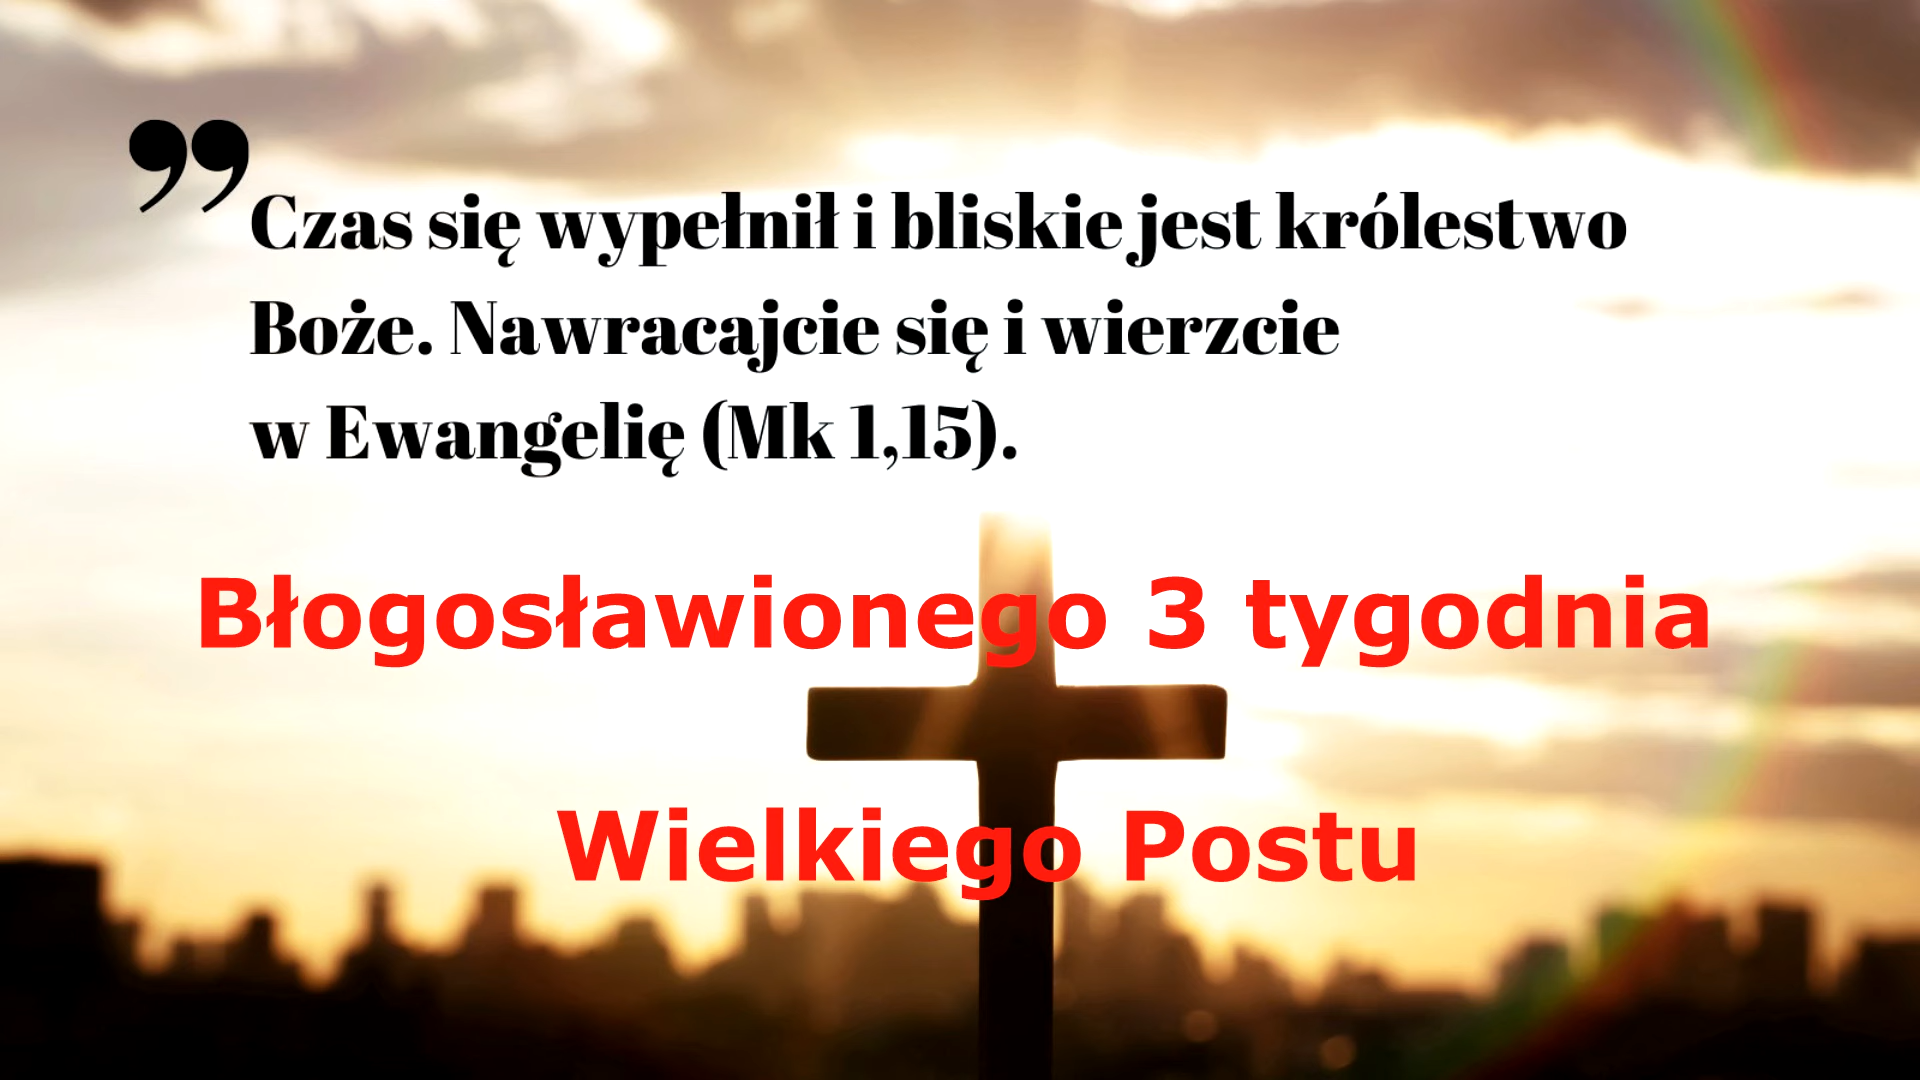 ”Czas się wypełnił i bliskie jest królestwo
Boże. Nawracajcie się i wierzcie
w Ewangelię (Mk 1,15).
Błogosławionego 3 tygodnia
Wielkiego Postu